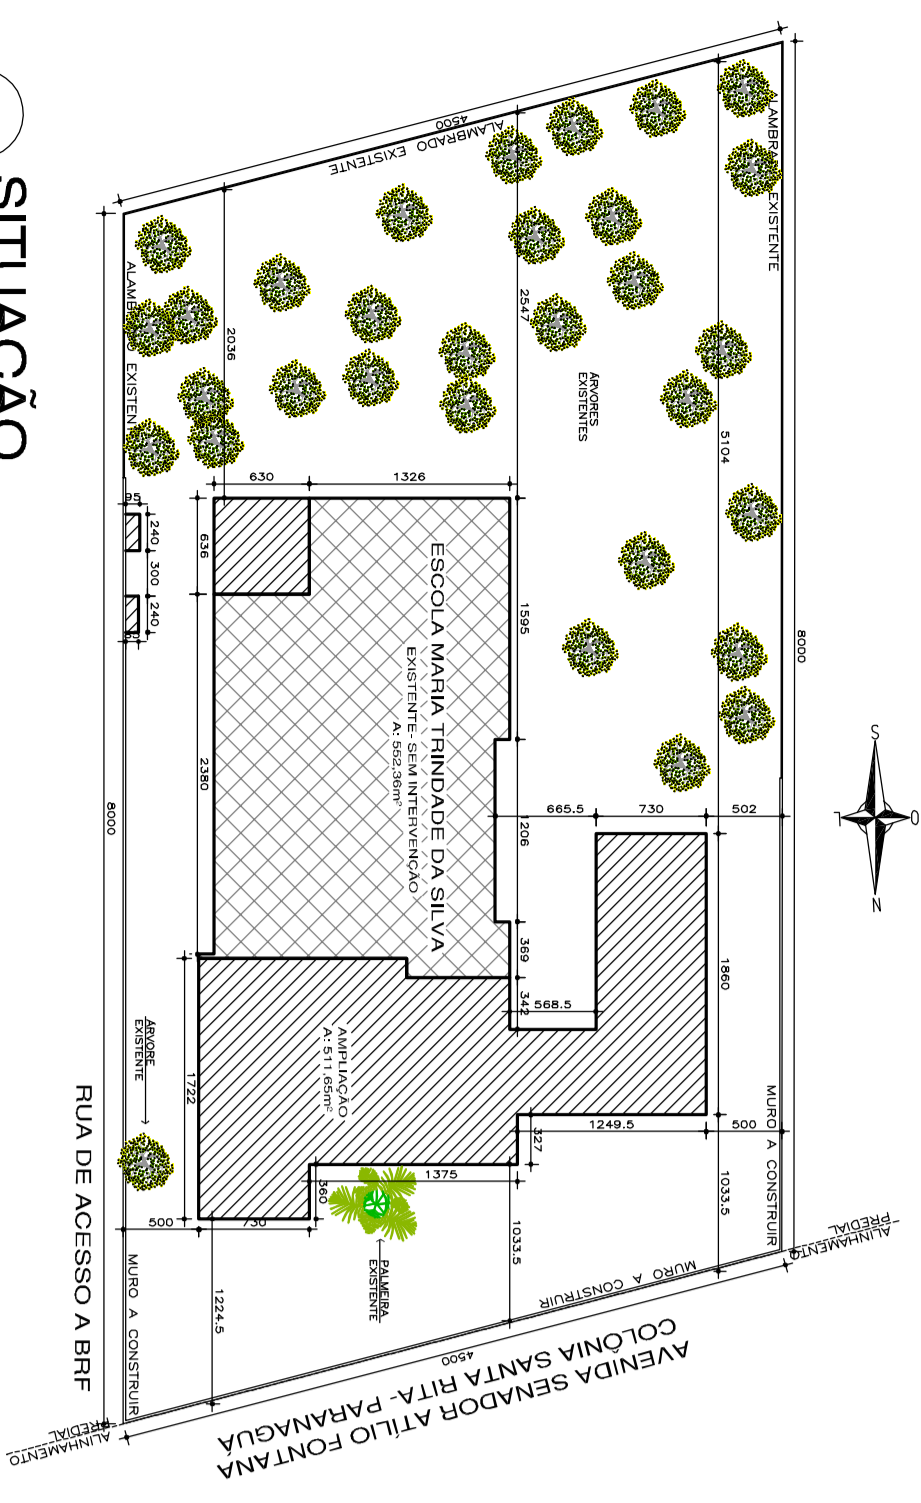 SITUAÇÃO
4500
ALAMBRADO EXISTENTE
ALAMBRA EXISTENTE
ALAMB O EXISTENT
2036
2547
5104
ÁRVORES
EXISTENTES
630
1326
636
95
240
300
240
1595
8000
ESCOLA MARIA TRINDADE DA SILVA
EXISTENTE- SEM INTERVENÇÃO
A: 552,36m²
2380
1206
665.5
730
502
8000
S
O
L
N
369
342
568.5
1860
AMPLIAÇÃO
A: 511,65m²
1722
327
1249.5
500
1375
360
730
500
1033.5
1033.5
1224.5
ÁRVORE
EXISTENTE
PALMEIRA
EXISTENTE
MURO A CONSTRUIR
MURO A CONSTRUIR
MURO A CONSTRUIR
ALINHAMENTO
PREDIAL
ALINHAMENTO
PREDIAL
4500
RUA DE ACESSO A BRF
AVENIDA SENADOR ATÍLIO FONTANA
COLÔNIA SANTA RITA- PARANAGUÁ